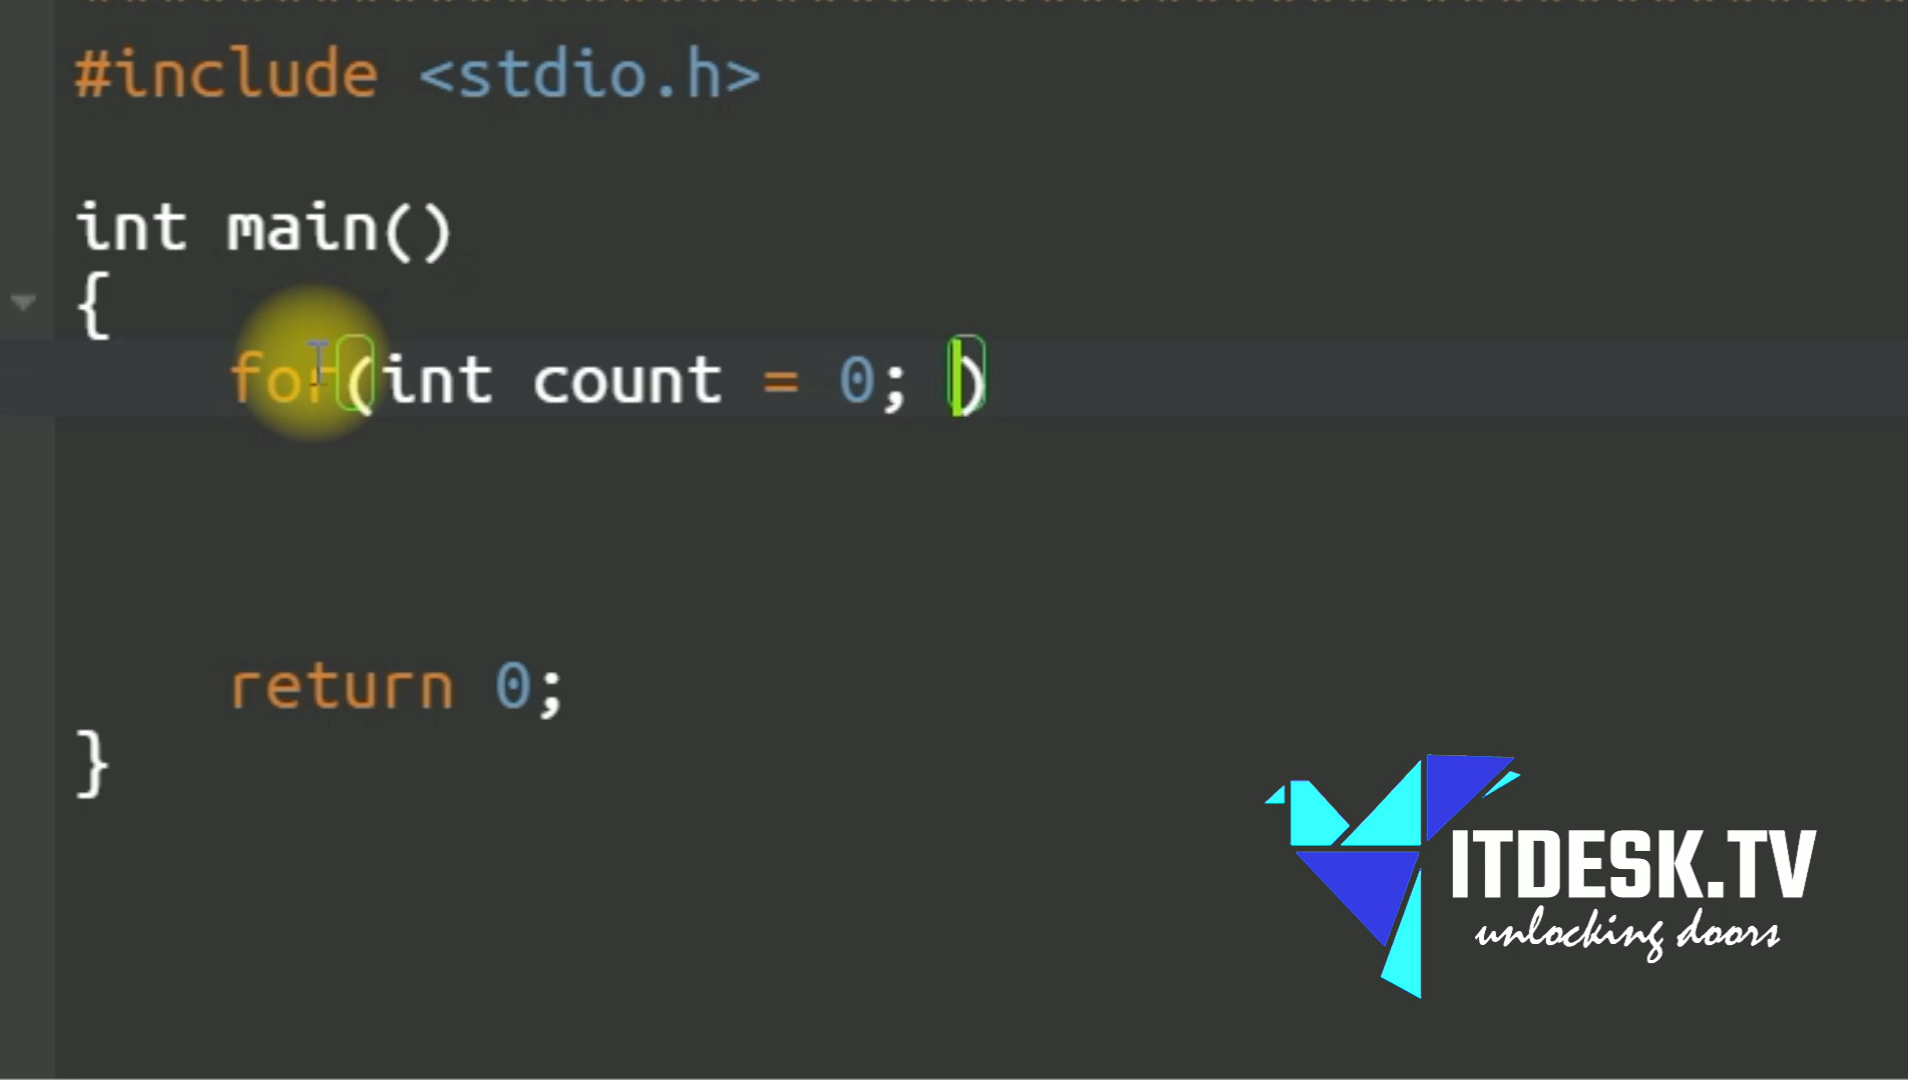 #include <stdio.h>
int main()
{
for(int count = 0; )
return 0;
}
ITDESK.TV
unlocking doors